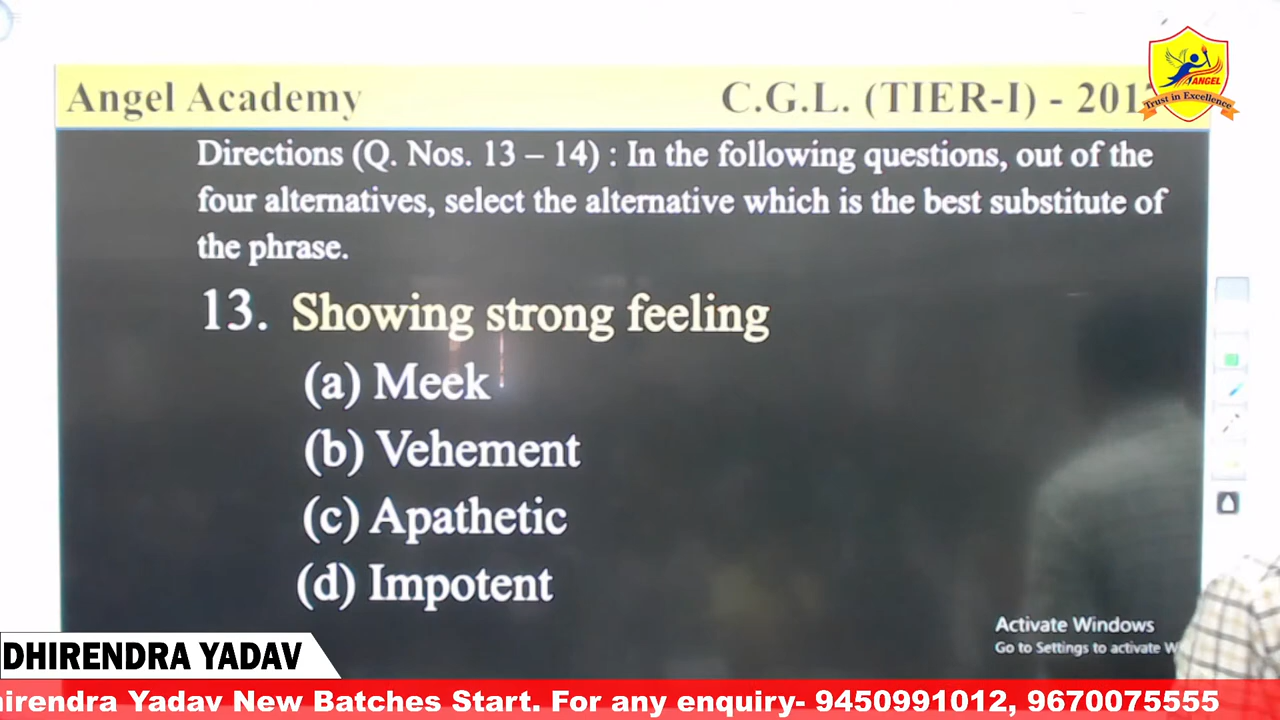 Angel Academy
C.G.L. (TIER-I) - 201
ANGEL
Trust in Excellence
Directions (Q. Nos. 13 – 14) : In the following questions, out of the
four alternatives, select the alternative which is the best substitute of
the phrase.
13. Showing strong feeling
(a) Meek
(b) Vehement
(c) Apathetic
(d) Impotent
Activate Windows
Go to Settings to activate W
DHIRENDRA YADAV
hirendra Yadav New Batches Start. For any enquiry- 9450991012, 9670075555